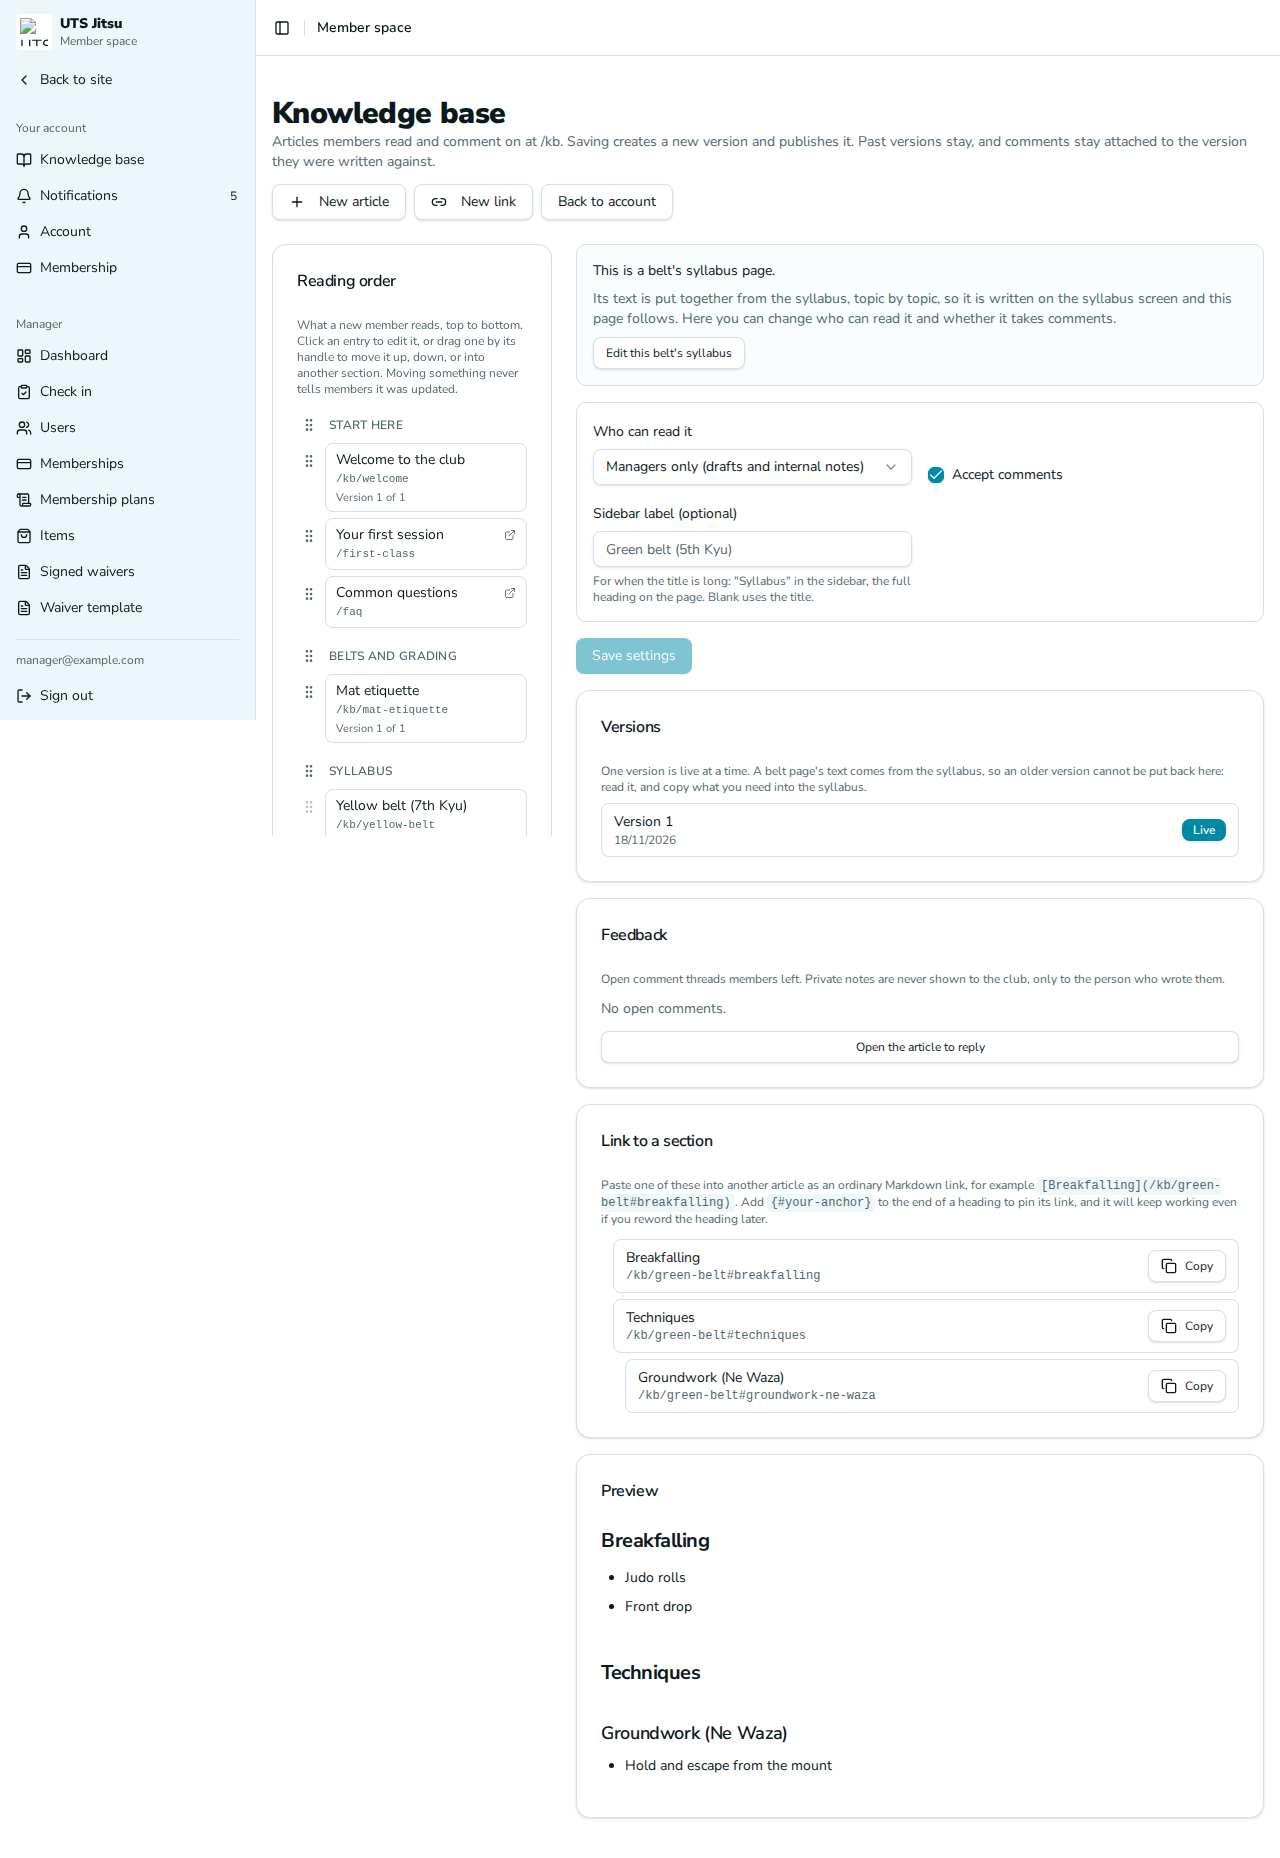 UTS Jitsu
Member space
Back to site
Your account
Knowledge base
Notifications 5
Account
Membership
Manager
Dashboard
Check in
Users
Memberships
Membership plans
Items
Signed waivers
Waiver template
manager@example.com
Sign out
Member space
Knowledge base
Articles members read and comment on at /kb. Saving creates a new version and publishes it. Past versions stay, and comments stay attached to the version
they were written against.
New article
New link
Back to account
Reading order
What a new member reads, top to bottom.
Click an entry to edit it, or drag one by its
handle to move it up, down, or into
another section. Moving something never
tells members it was updated.
START HERE
Welcome to the club
/kb/welcome
Version 1 of 1
Your first session
/first-class
Common questions
/faq
BELTS AND GRADING
Mat etiquette
/kb/mat-etiquette
Version 1 of 1
SYLLABUS
Yellow belt (7th Kyu)
/kb/yellow-belt
This is a belt's syllabus page.
Its text is put together from the syllabus, topic by topic, so it is written on the syllabus screen and this
page follows. Here you can change who can read it and whether it takes comments.
Edit this belt's syllabus
Who can read it
Managers only (drafts and internal notes)
Accept comments
Sidebar label (optional)
Green belt (5th Kyu)
For when the title is long: "Syllabus" in the sidebar, the full
heading on the page. Blank uses the title.
Save settings
Versions
One version is live at a time. A belt page's text comes from the syllabus, so an older version cannot be put back here:
read it, and copy what you need into the syllabus.
Version 1
18/11/2026
Live
Feedback
Open comment threads members left. Private notes are never shown to the club, only to the person who wrote them.
No open comments.
Open the article to reply
Link to a section
Paste one of these into another article as an ordinary Markdown link, for example [Breakfalling](/kb/green-
belt#breakfalling). Add {#your-anchor} to the end of a heading to pin its link, and it will keep working even
if you reword the heading later.
Breakfalling
/kb/green-belt#breakfalling
Copy
Techniques
/kb/green-belt#techniques
Copy
Groundwork (Ne Waza)
/kb/green-belt#groundwork-ne-waza
Copy
Preview
Breakfalling
Judo rolls
Front drop
Techniques
Groundwork (Ne Waza)
Hold and escape from the mount